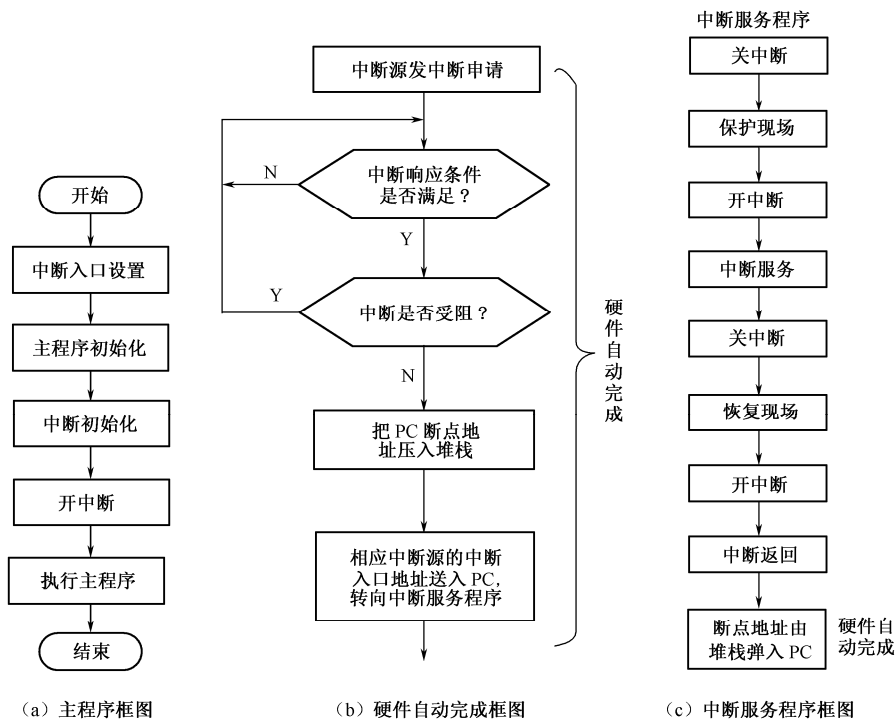 开始
中断入口设置
主程序初始化
中断初始化
开中断
执行主程序
结束
(a)主程序框图
中断源发中断申请
中断响应条件
是否满足?
N
Y
中断是否受阻?
Y
N
把 PC 断点地
址压入堆栈
相应中断源的中断
入口地址送入 PC,
转向中断服务程序
硬件自动完成
(b)硬件自动完成框图
中断服务程序
关中断
保护现场
开中断
中断服务
关中断
恢复现场
开中断
中断返回
断点地址由
堆栈弹入 PC
硬件自
动完成
(c)中断服务程序框图